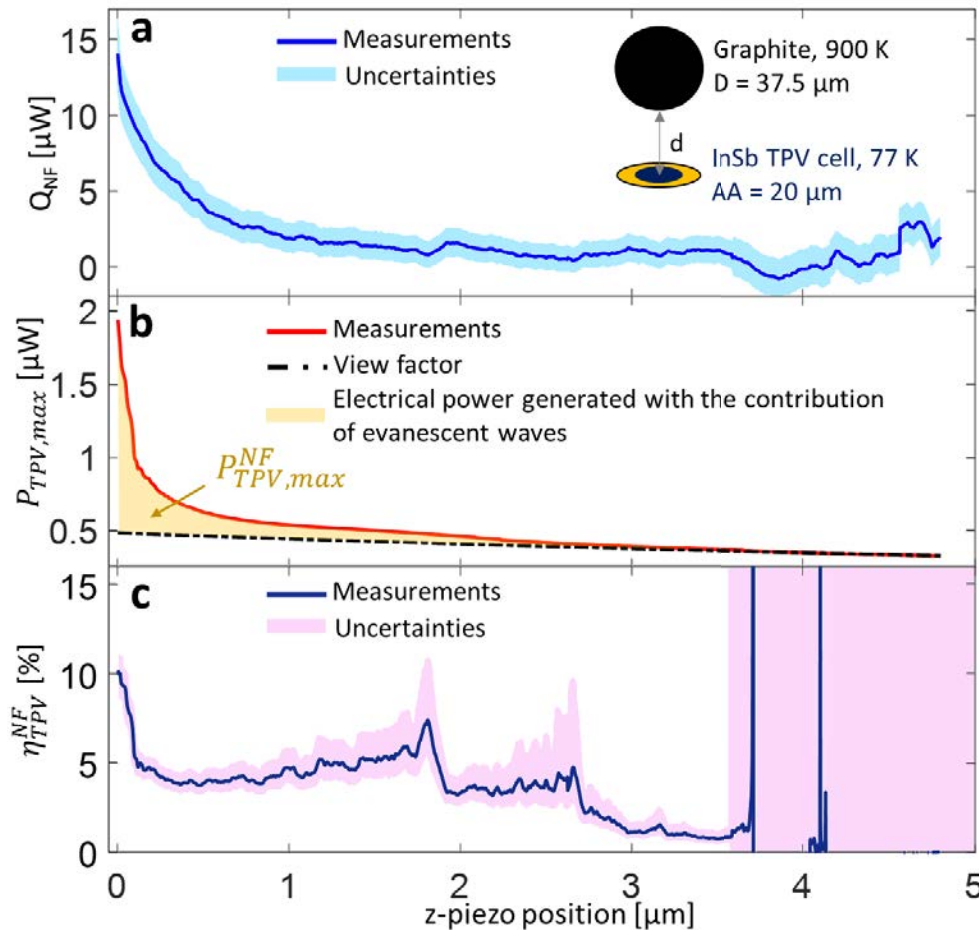 a
Measurements
Uncertainties
Graphite, 900 K
D = 37.5 µm
d
InSb TPV cell, 77 K
AA = 20 µm
Q_NF [µW]
15
10
5
0
b
Measurements
View factor
Electrical power generated with the contribution
of evanescent waves
P^NF_TPV,max
P_TPV,max [µW]
2
1.5
1
0.5
c
Measurements
Uncertainties
η^NF_TPV [%]
15
10
5
0
0 1 2 3 4 5
z-piezo position [µm]